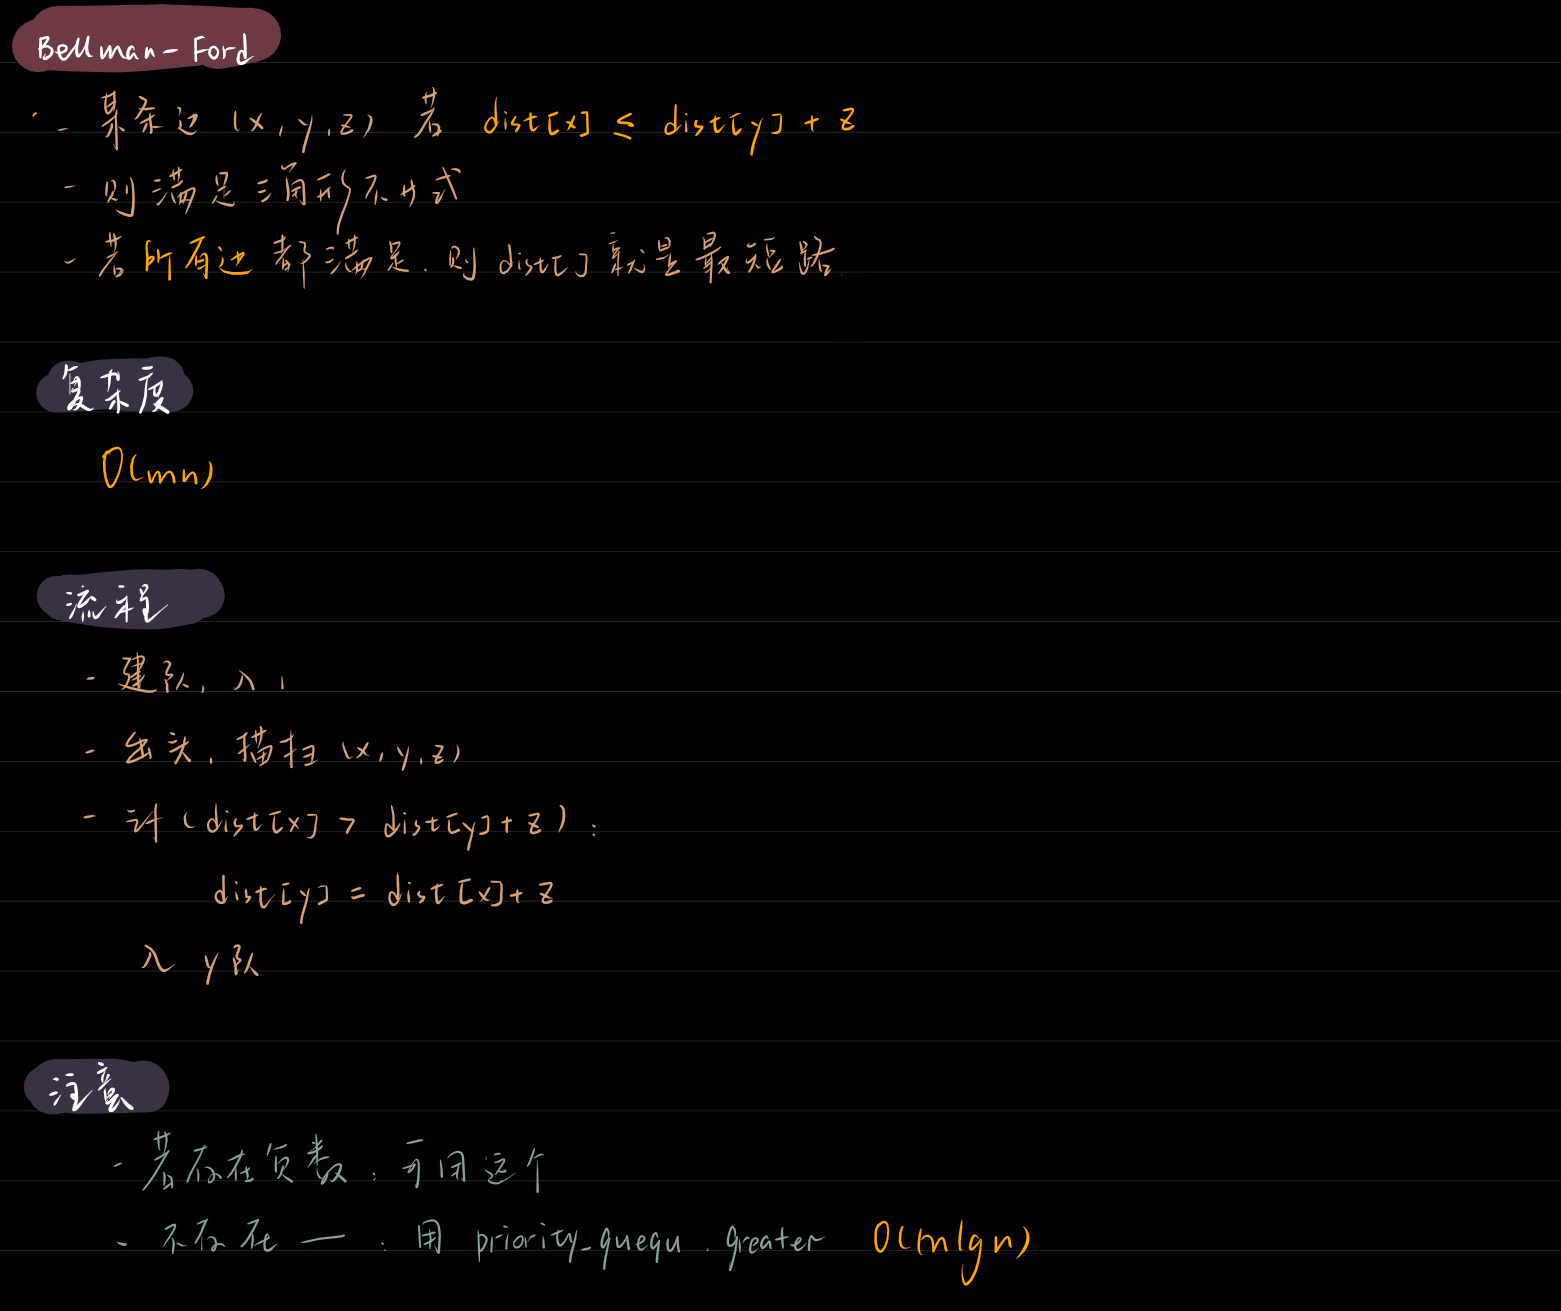 Bellman-Ford
- 某条边 (x, y, z) 若 dist[x] ≤ dist[y] + z
- 则满足三角形不等式
- 若所有边都满足, 则 dist[] 就是最短路.
复杂度
O(mn)
流程
- 建队, 入 1
- 出头, 描扫 (x, y, z)
- 计 (dist[x] > dist[y] + z) :
dist[y] = dist[x] + z
入 y 队
注意
- 若存在负数 : 可用这个
- 不存在 — : 用 priority_ququ . greater O(mlgn)